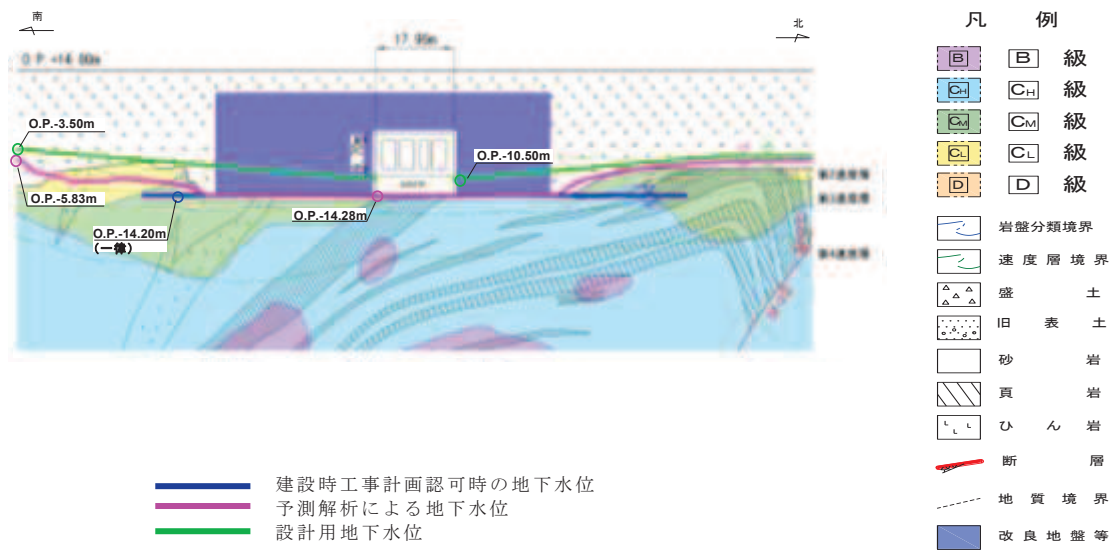 南
北
17.95m
O.P.-3.50m
O.P.-10.50m
O.P.-5.83m
O.P.-14.28m
O.P.-14.20m
(一律)
建設時工事計画認可時の地下水位
予測解析による地下水位
設計用地下水位
凡 例
B B 級
CH CH 級
CM CM 級
CL CL 級
D D 級
岩盤分類境界
速度層境界
盛土
旧表土
砂岩
頁岩
ひん岩
断層
地質境界
改良地盤等